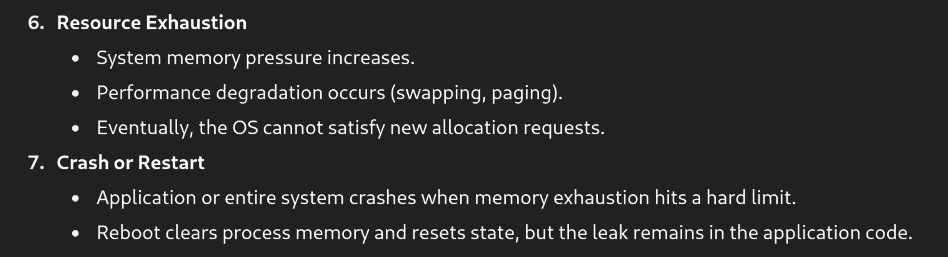 6. Resource Exhaustion
• System memory pressure increases.
• Performance degradation occurs (swapping, paging).
• Eventually, the OS cannot satisfy new allocation requests.
7. Crash or Restart
• Application or entire system crashes when memory exhaustion hits a hard limit.
• Reboot clears process memory and resets state, but the leak remains in the application code.